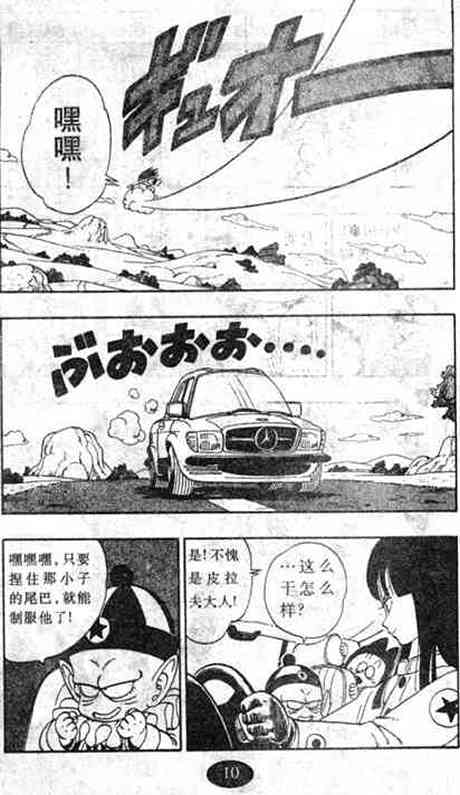 ギュオー
嘿嘿！
ぶおおお・・・・
…这么
干怎么
样？
是！不愧
是皮拉
夫大人！
嘿嘿嘿，只要
捏住那小子
的尾巴，就能
制服他了！
10